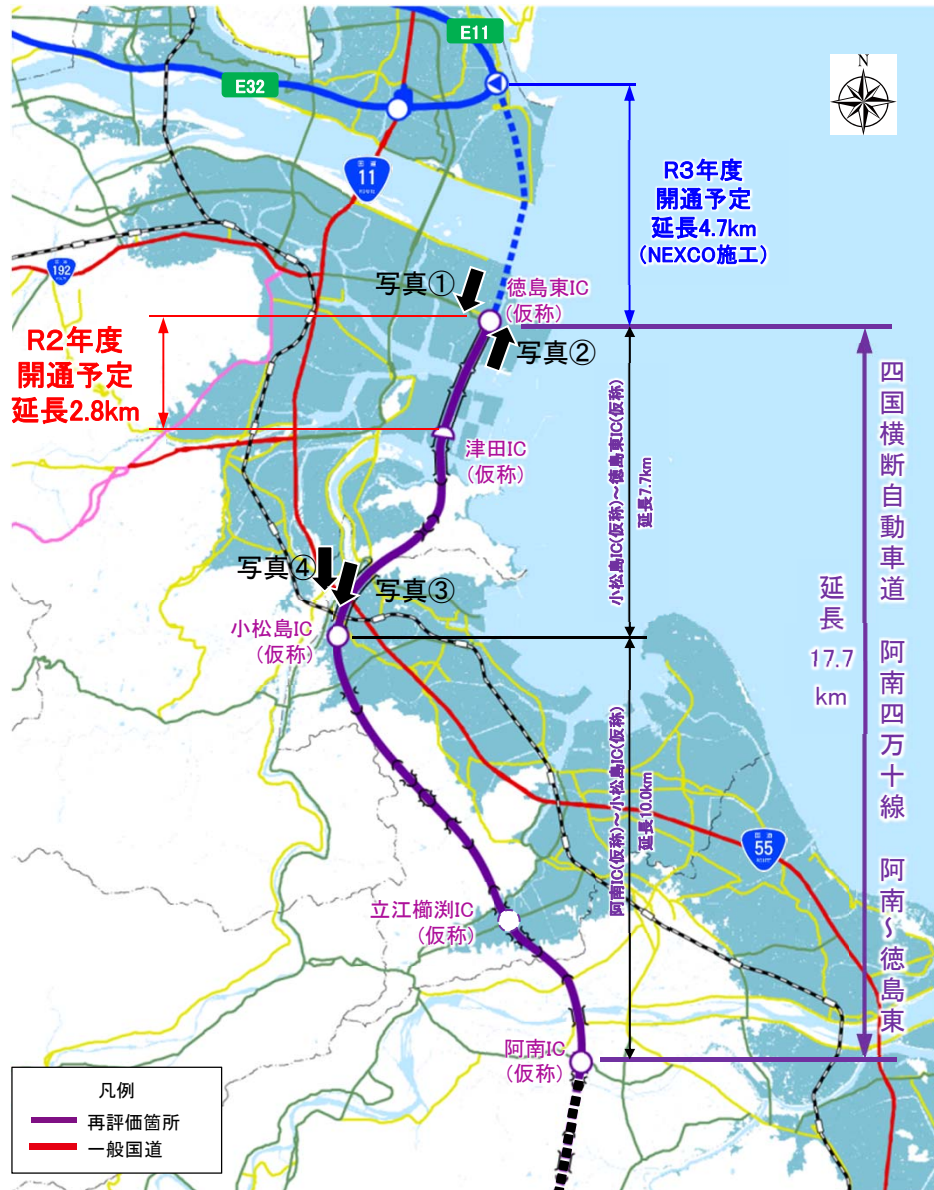 E11
E32
N
国道
11
192
R3年度
開通予定
延長4.7km
(NEXCO施工)
写真①
徳島東IC
(仮称)
写真②
R2年度
開通予定
延長2.8km
津田IC
(仮称)
小松島IC(仮称)~徳島東IC(仮称)
延長7.7km
四国横断自動車道 阿南四万十線 阿南~徳島東
延長
17.7
km
写真④
写真③
小松島IC
(仮称)
阿南IC(仮称)~小松島IC(仮称)
延長10.0km
国道
55
立江櫛渕IC
(仮称)
阿南IC
(仮称)
凡例
再評価箇所
一般国道